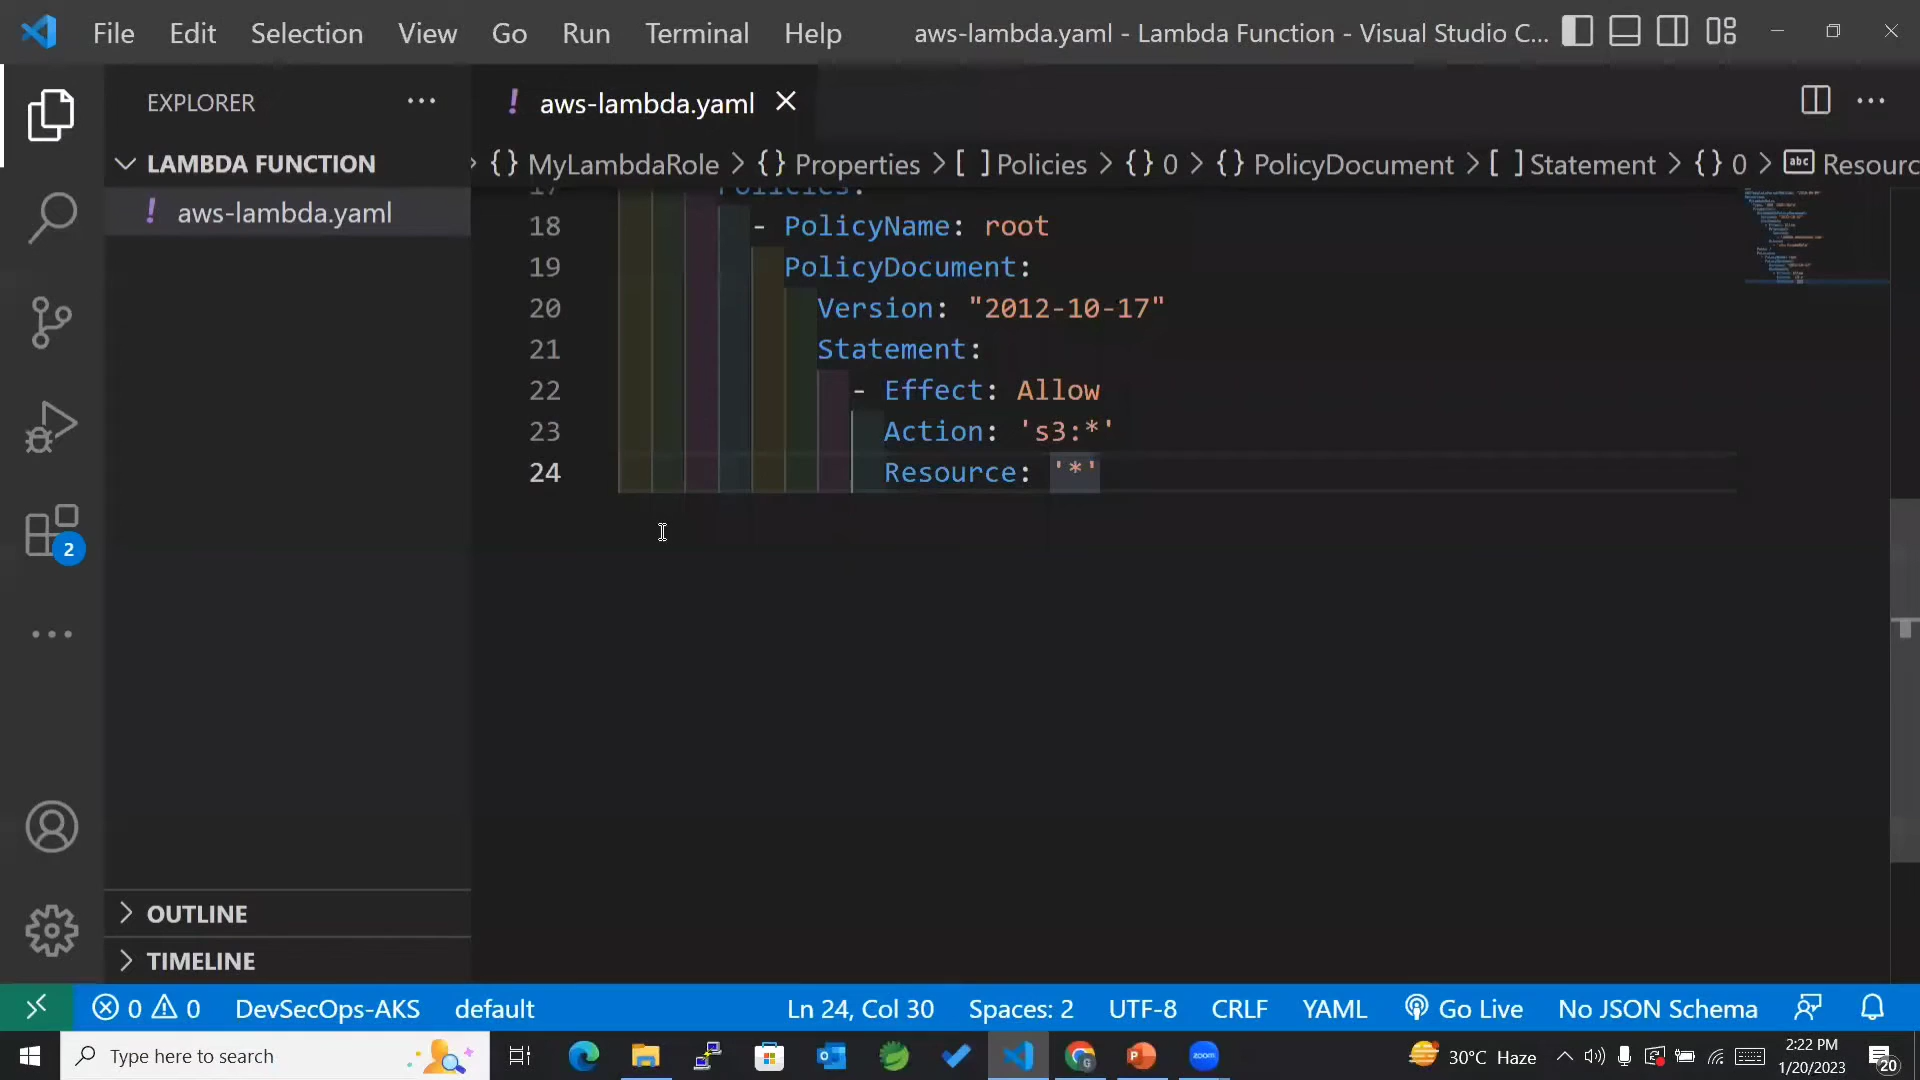 File Edit Selection View Go Run Terminal Help aws-lambda.yaml - Lambda Function - Visual Studio C...
EXPLORER ...
! aws-lambda.yaml
LAMBDA FUNCTION
! aws-lambda.yaml
{} MyLambdaRole > {} Properties > [ ] Policies > {} 0 > {} PolicyDocument > [ ] Statement > {} 0 > abc Resourc
17 Policies:
18 - PolicyName: root
19 PolicyDocument:
20 Version: "2012-10-17"
21 Statement:
22 - Effect: Allow
23 Action: 's3:*'
24 Resource: '*'
2
OUTLINE
TIMELINE
0 0 DevSecOps-AKS default Ln 24, Col 30 Spaces: 2 UTF-8 CRLF YAML Go Live No JSON Schema
Type here to search
zoom
30°C Haze
2:22 PM
1/20/2023
20